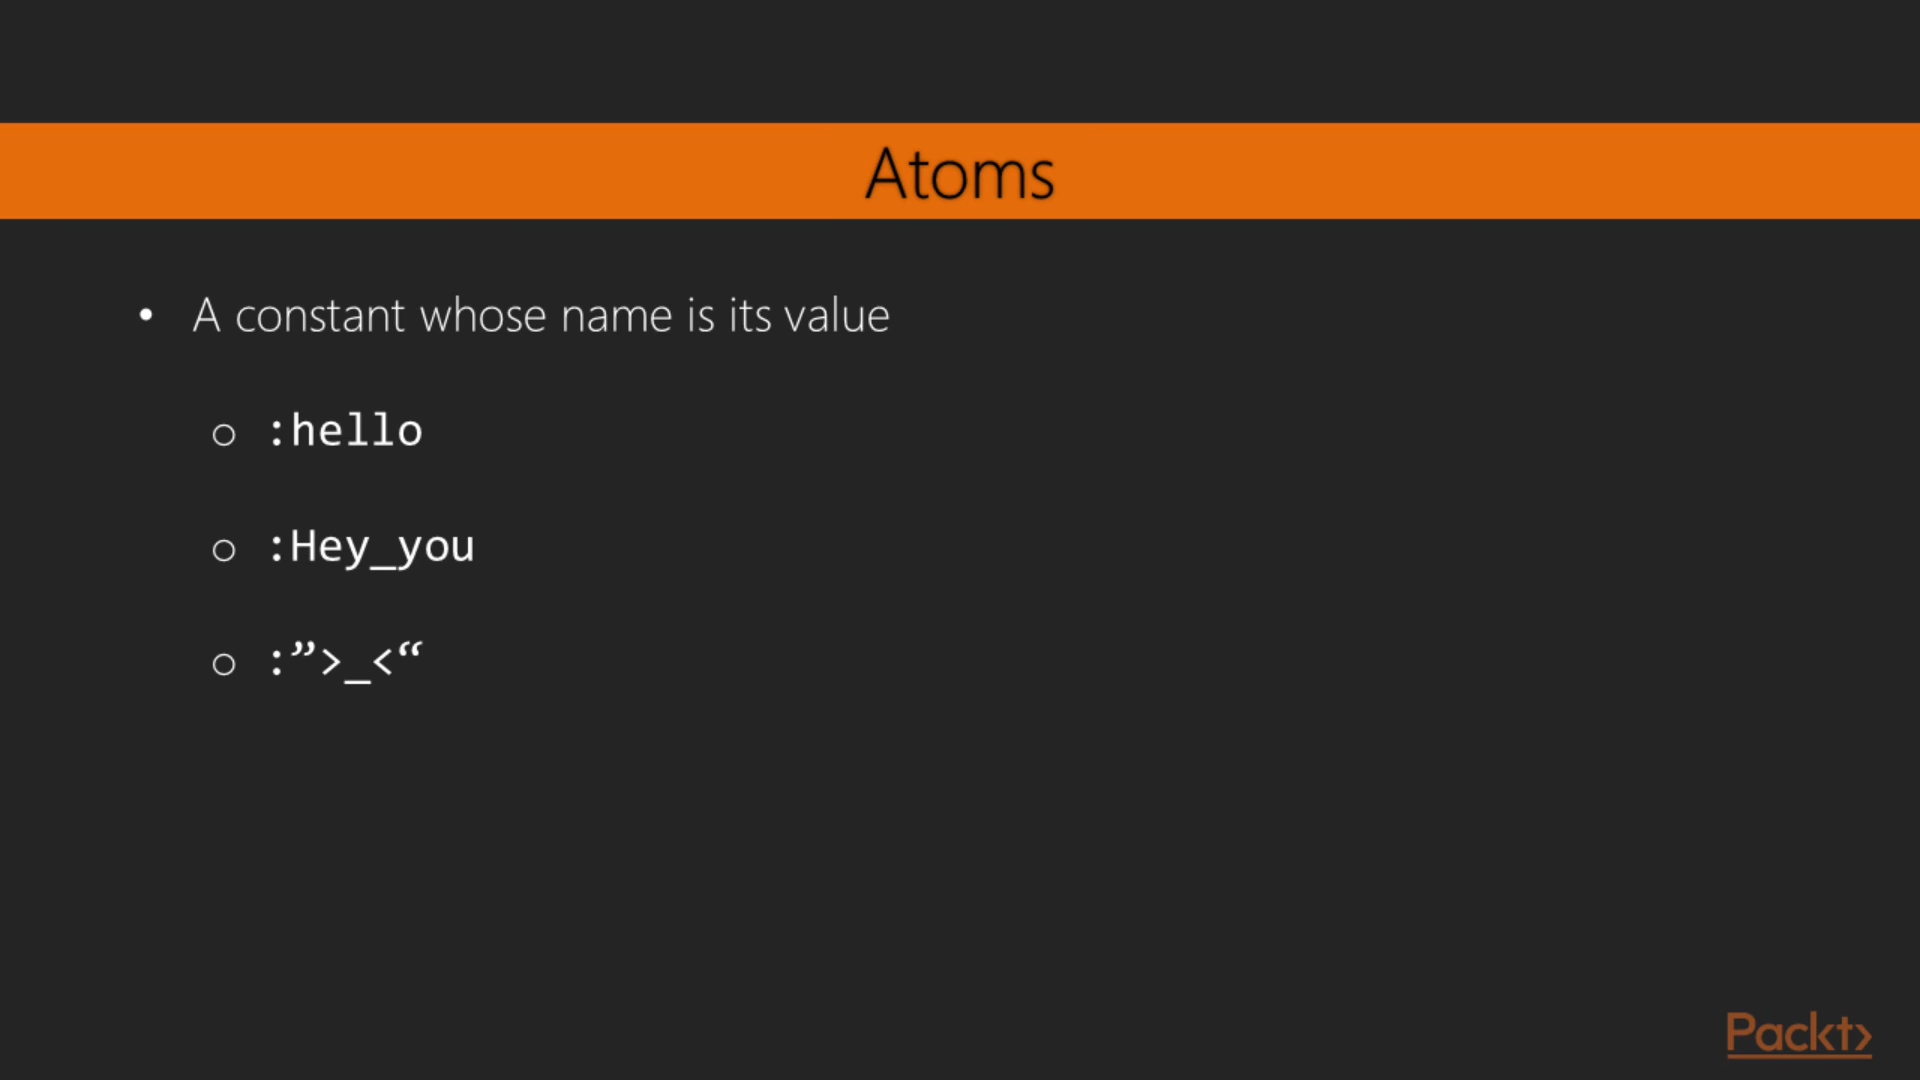 Atoms
• A constant whose name is its value
○ :hello
○ :Hey_you
○ :”>_<“
Packt>